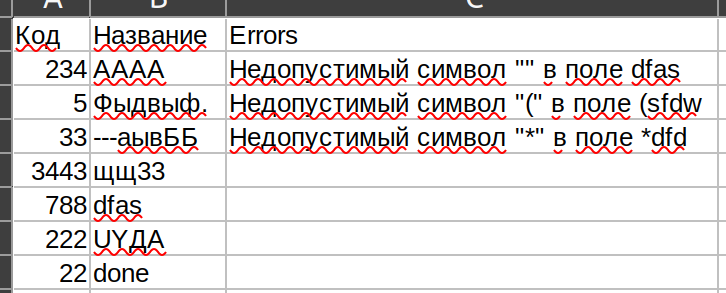 A B C
Код Название Errors
234 АААА Недопустимый символ "" в поле dfas
5 Фыдвыф. Недопустимый символ "(" в поле (sfdw
33 ---аывББ Недопустимый символ "*" в поле *dfd
3443 щщ33
788 dfas
222 UYДА
22 done